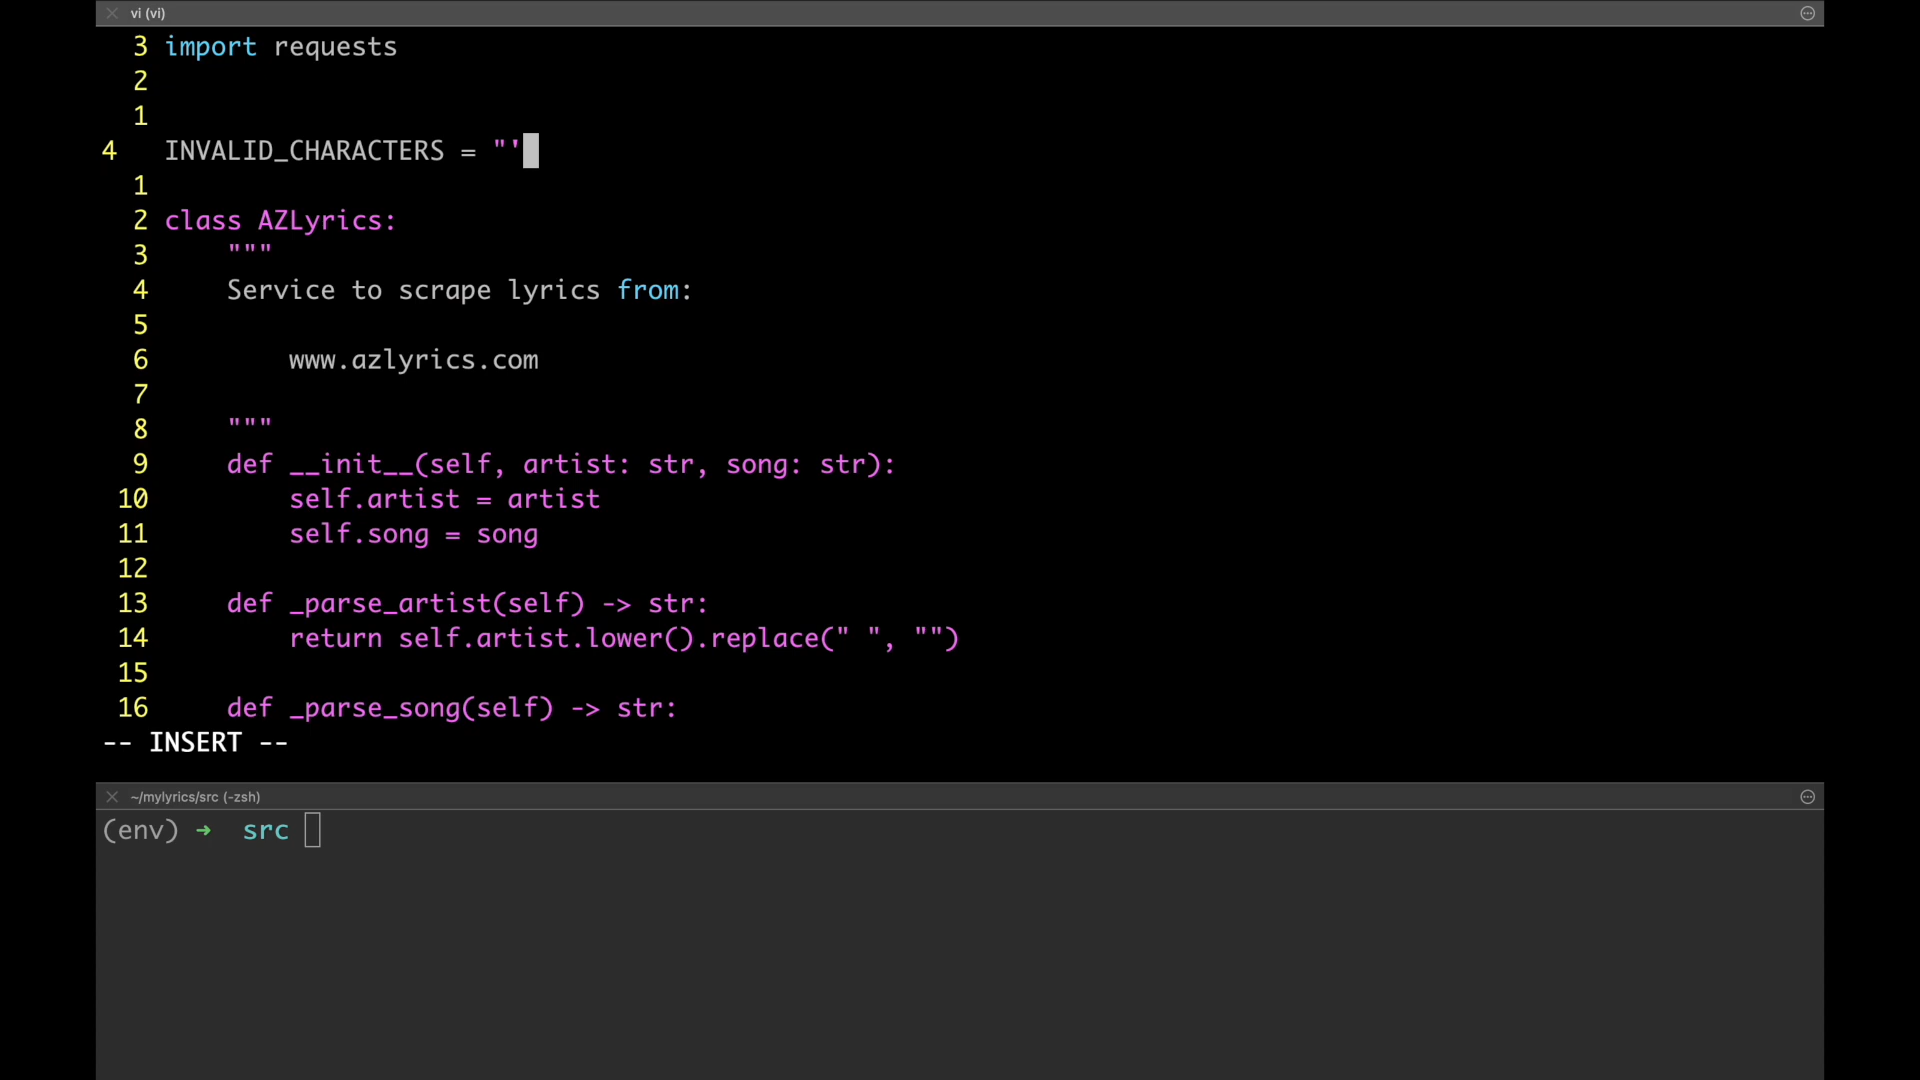 vi (vi)
3 import requests
2
1
4 INVALID_CHARACTERS = "'
1
2 class AZLyrics:
3     """
4     Service to scrape lyrics from:
5
6         www.azlyrics.com
7
8     """
9     def __init__(self, artist: str, song: str):
10         self.artist = artist
11         self.song = song
12
13     def _parse_artist(self) -> str:
14         return self.artist.lower().replace(" ", "")
15
16     def _parse_song(self) -> str:
-- INSERT --
~/mylyrics/src (-zsh)
(env) ➜ src